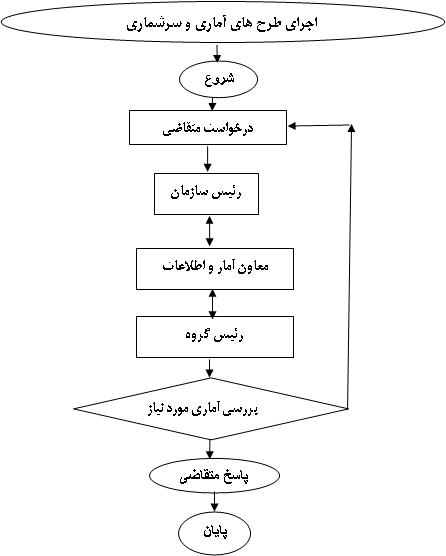 اجرای طرح های آماری و سرشماری
شروع
درخواست متقاضی
رئیس سازمان
معاون آمار و اطلاعات
رئیس گروه
بررسی آماری مورد نیاز
پاسخ متقاضی
پایان